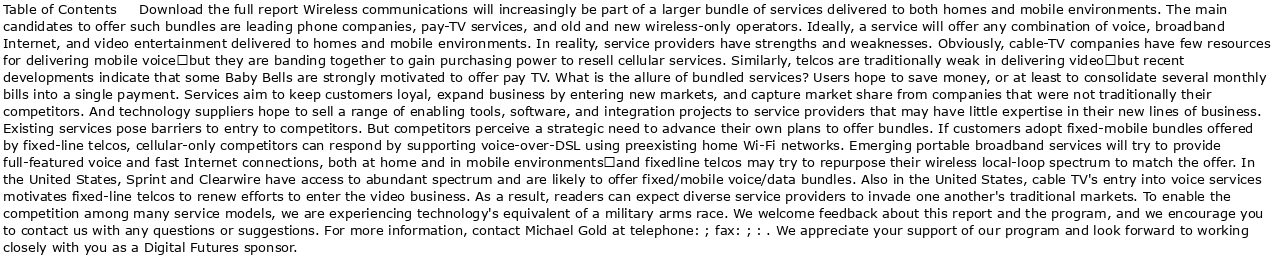 Table of Contents     Download the full report Wireless communications will increasingly be part of a larger bundle of services delivered to both homes and mobile environments. The main
candidates to offer such bundles are leading phone companies, pay-TV services, and old and new wireless-only operators. Ideally, a service will offer any combination of voice, broadband
Internet, and video entertainment delivered to homes and mobile environments. In reality, service providers have strengths and weaknesses. Obviously, cable-TV companies have few resources
for delivering mobile voice□but they are banding together to gain purchasing power to resell cellular services. Similarly, telcos are traditionally weak in delivering video□but recent
developments indicate that some Baby Bells are strongly motivated to offer pay TV. What is the allure of bundled services? Users hope to save money, or at least to consolidate several monthly
bills into a single payment. Services aim to keep customers loyal, expand business by entering new markets, and capture market share from companies that were not traditionally their
competitors. And technology suppliers hope to sell a range of enabling tools, software, and integration projects to service providers that may have little expertise in their new lines of business.
Existing services pose barriers to entry to competitors. But competitors perceive a strategic need to advance their own plans to offer bundles. If customers adopt fixed-mobile bundles offered
by fixed-line telcos, cellular-only competitors can respond by supporting voice-over-DSL using preexisting home Wi-Fi networks. Emerging portable broadband services will try to provide
full-featured voice and fast Internet connections, both at home and in mobile environments□and fixedline telcos may try to repurpose their wireless local-loop spectrum to match the offer. In
the United States, Sprint and Clearwire have access to abundant spectrum and are likely to offer fixed/mobile voice/data bundles. Also in the United States, cable TV's entry into voice services
motivates fixed-line telcos to renew efforts to enter the video business. As a result, readers can expect diverse service providers to invade one another's traditional markets. To enable the
competition among many service models, we are experiencing technology's equivalent of a military arms race. We welcome feedback about this report and the program, and we encourage you
to contact us with any questions or suggestions. For more information, contact Michael Gold at telephone: ; fax: ; : . We appreciate your support of our program and look forward to working
closely with you as a Digital Futures sponsor.